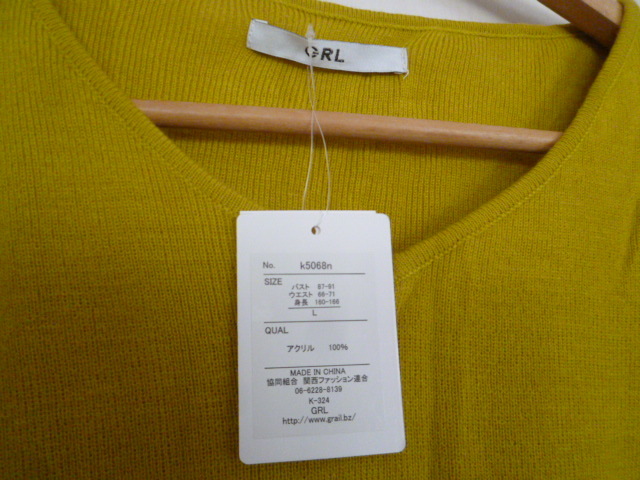 GRL
No. k5068n
SIZE
バスト 87-91
ウエスト 68-71
身長 160-166
L
QUAL
アクリル 100%
MADE IN CHINA
協同組合 関西ファッション連合
06-6228-6139
K-324
GRL
http://www.grail.bz/